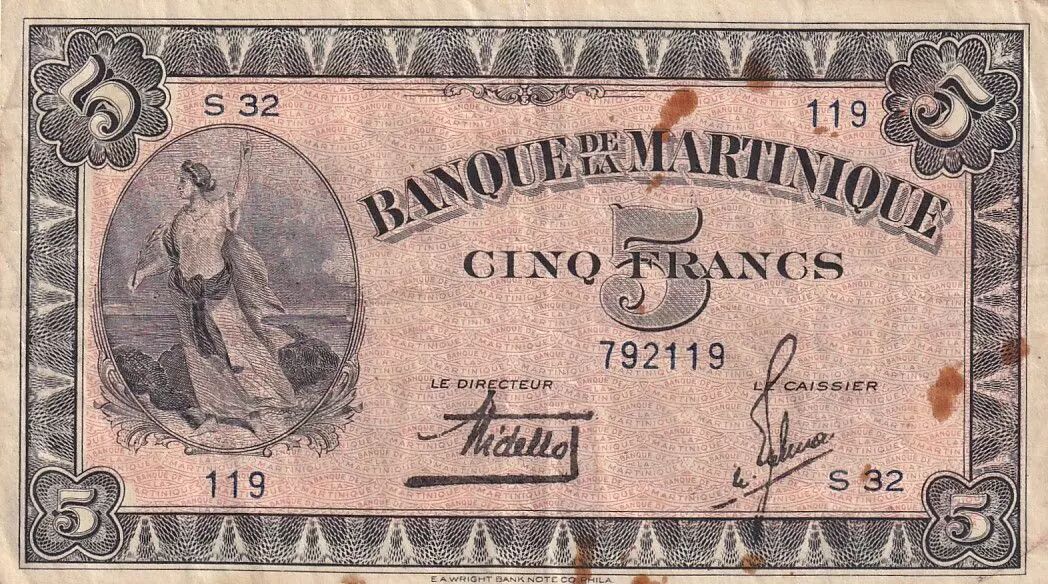 5
5
S 32
119
BANQUE DE LA MARTINIQUE
5
CINQ FRANCS
792119
LE DIRECTEUR
LE CAISSIER
119
S 32
5
5
E.A.WRIGHT BANK NOTE CO. PHILA.